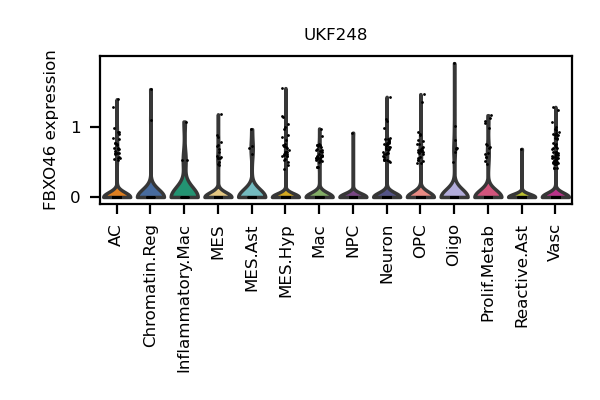 UKF248
FBXO46 expression
1
0
AC
Chromatin.Reg
Inflammatory.Mac
MES
MES.Ast
MES.Hyp
Mac
NPC
Neuron
OPC
Oligo
Prolif.Metab
Reactive.Ast
Vasc